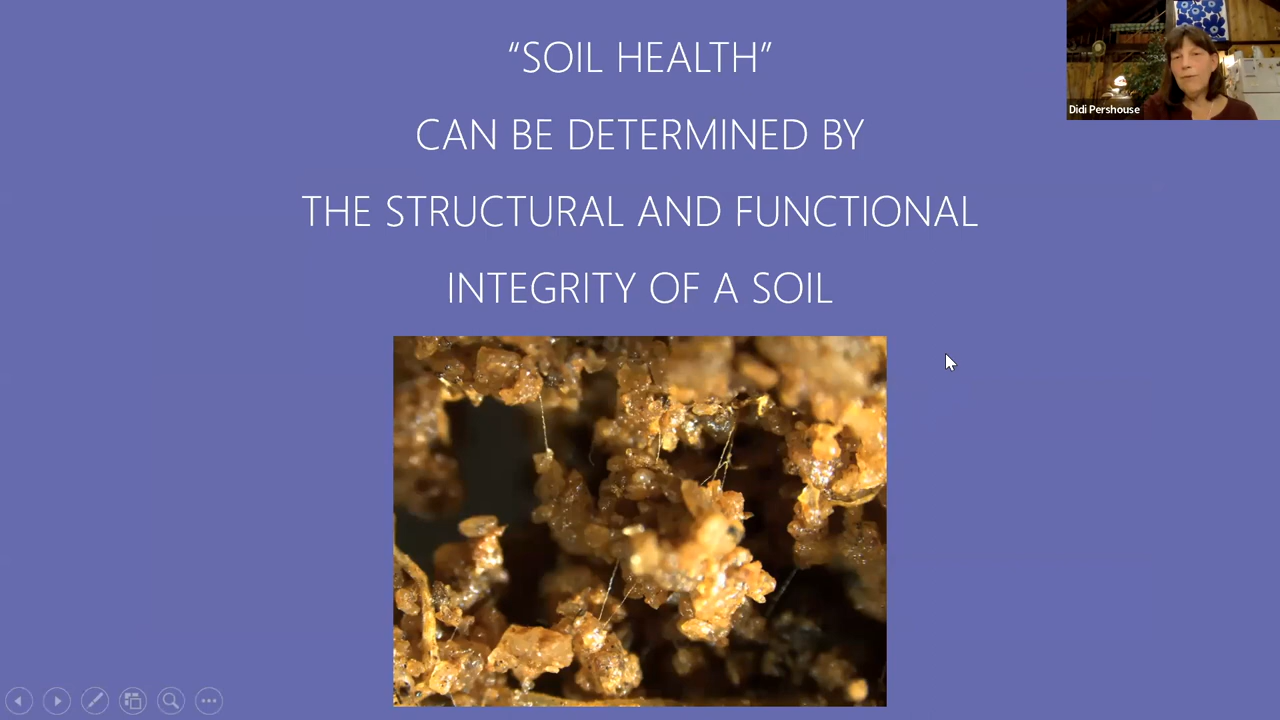 “SOIL HEALTH”
CAN BE DETERMINED BY
THE STRUCTURAL AND FUNCTIONAL
INTEGRITY OF A SOIL
Didi Pershouse